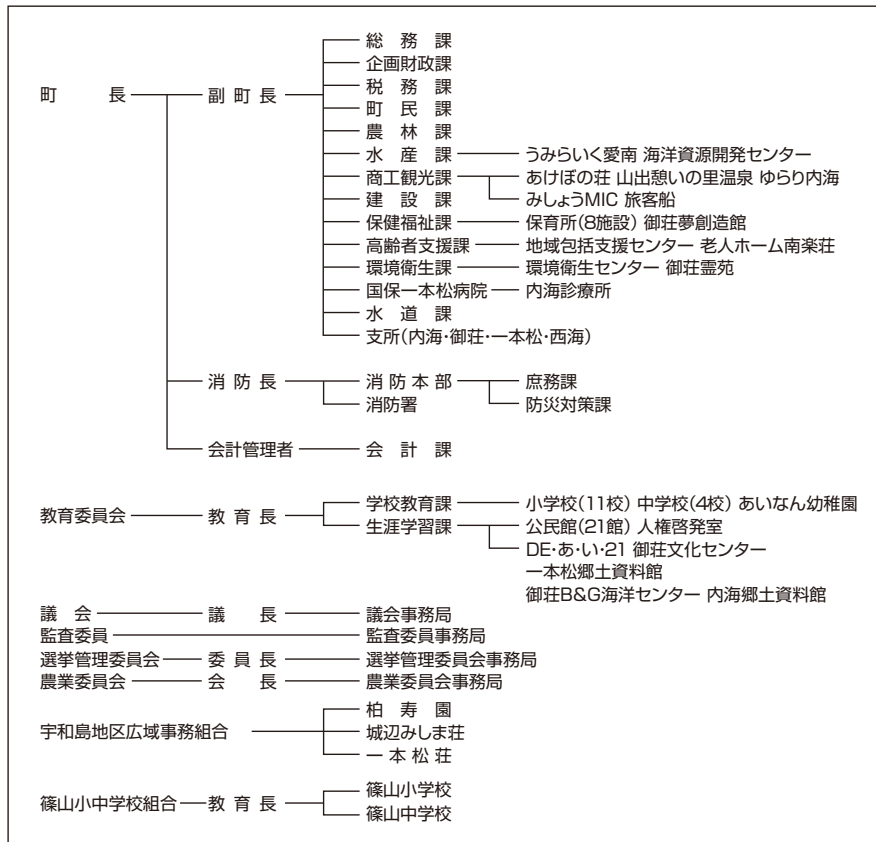 総務課
企画財政課
町長 副町長 税務課
町民課
農林課
水産課 うみらいく愛南 海洋資源開発センター
商工観光課 あけぼの荘 山出憩いの里温泉 ゆらり内海
建設課 みしょうMIC 旅客船
保健福祉課 保育所(8施設) 御荘夢創造館
高齢者支援課 地域包括支援センター 老人ホーム南楽荘
環境衛生課 環境衛生センター 御荘霊苑
国保一本松病院 内海診療所
水道課
支所(内海・御荘・一本松・西海)
消防長 消防本部 庶務課
消防署 防災対策課
会計管理者 会計課
教育委員会 教育長 学校教育課 小学校(11校) 中学校(4校) あいなん幼稚園
生涯学習課 公民館(21館) 人権啓発室
DE・あ・い・21 御荘文化センター
一本松郷土資料館
御荘B&G海洋センター 内海郷土資料館
議会 議長 議会事務局
監査委員 監査委員事務局
選挙管理委員会 委員長 選挙管理委員会事務局
農業委員会 会長 農業委員会事務局
柏寿園
宇和島地区広域事務組合 城辺みしま荘
一本松荘
篠山小中学校組合 教育長 篠山小学校
篠山中学校